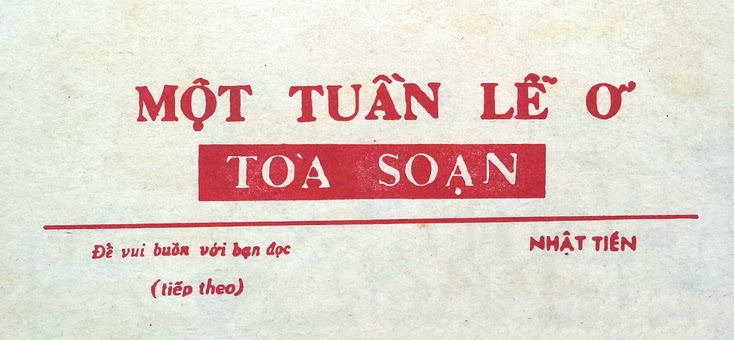 MỘT TUẦN LỄ Ơ
TÒA SOẠN
Để vui buồn với bạn đọc
NHẬT TIẾN
(tiếp theo)